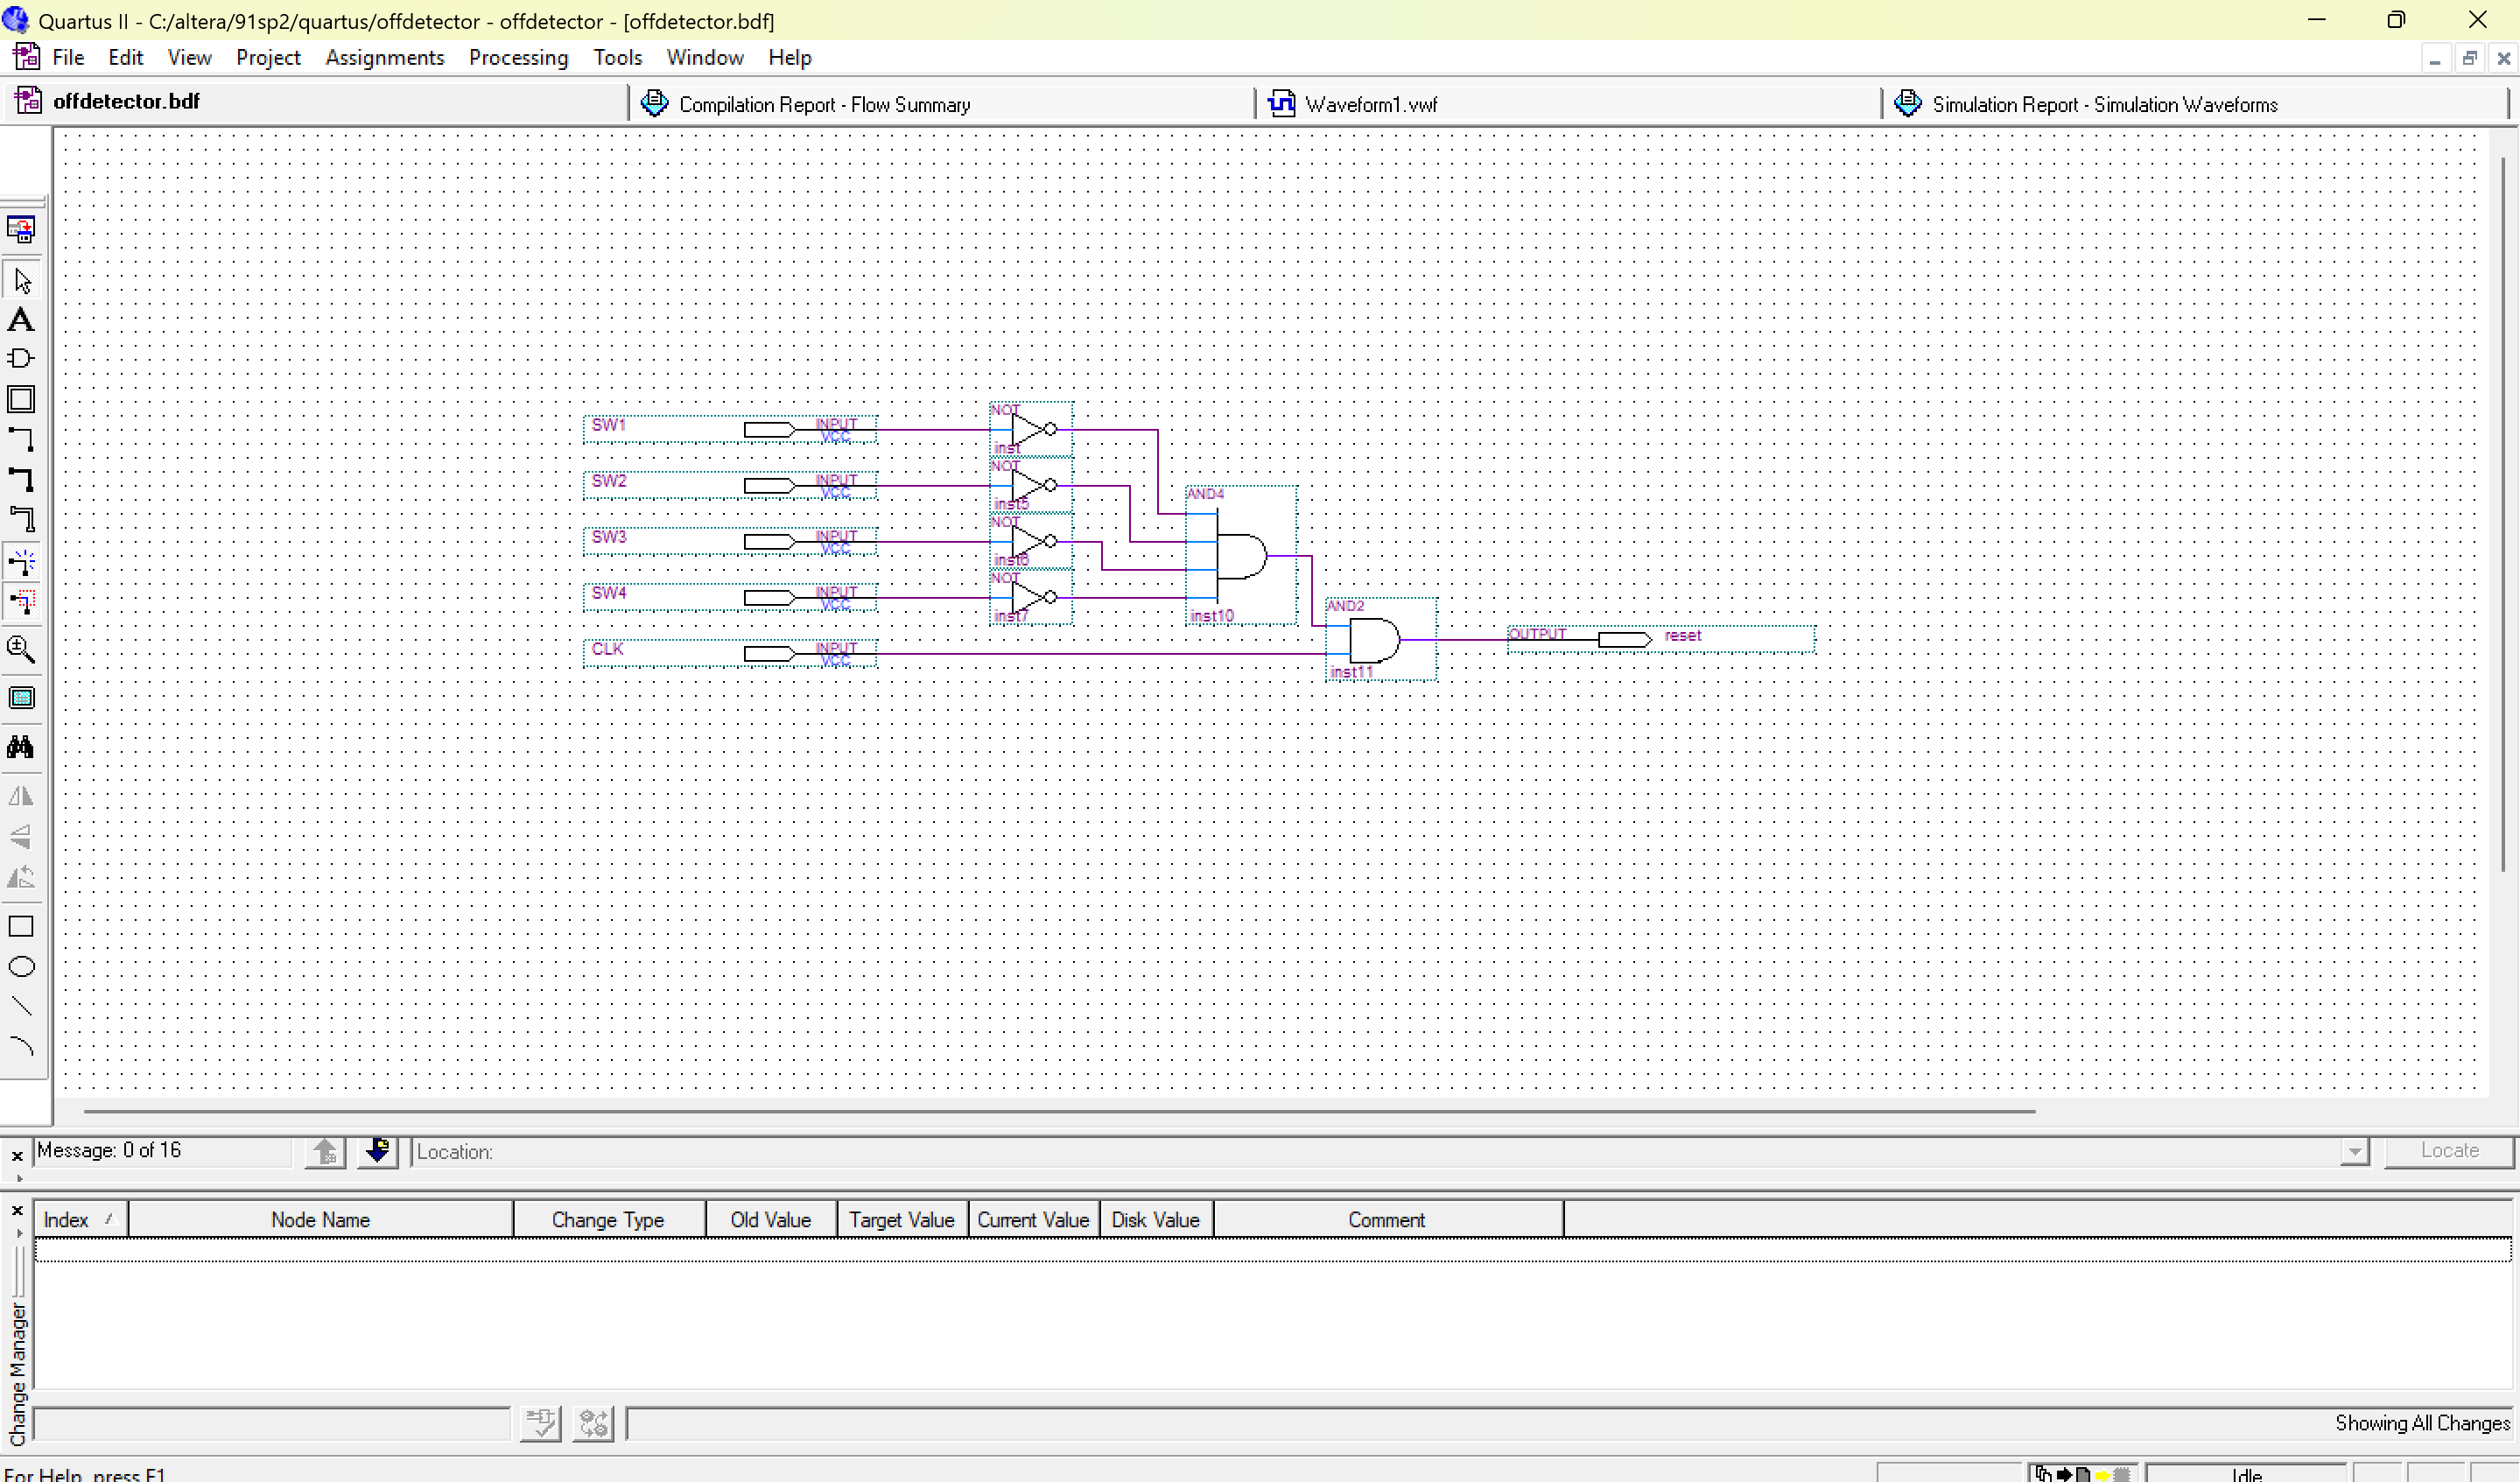 Quartus II - C:/altera/91sp2/quartus/offdetector - offdetector - [offdetector.bdf]
File Edit View Project Assignments Processing Tools Window Help
offdetector.bdf
Compilation Report - Flow Summary
Waveform1.vwf
Simulation Report - Simulation Waveforms
SW1 INPUT VCC
NOT
inst
SW2 INPUT VCC
NOT
inst5
SW3 INPUT VCC
NOT
inst6
SW4 INPUT VCC
NOT
inst7
AND4
inst10
CLK INPUT VCC
AND2
inst11
OUTPUT reset
Message: 0 of 16
Location:
Locate
Index Node Name Change Type Old Value Target Value Current Value Disk Value Comment
Change Manager
Showing All Changes
For Help, press F1
Idle